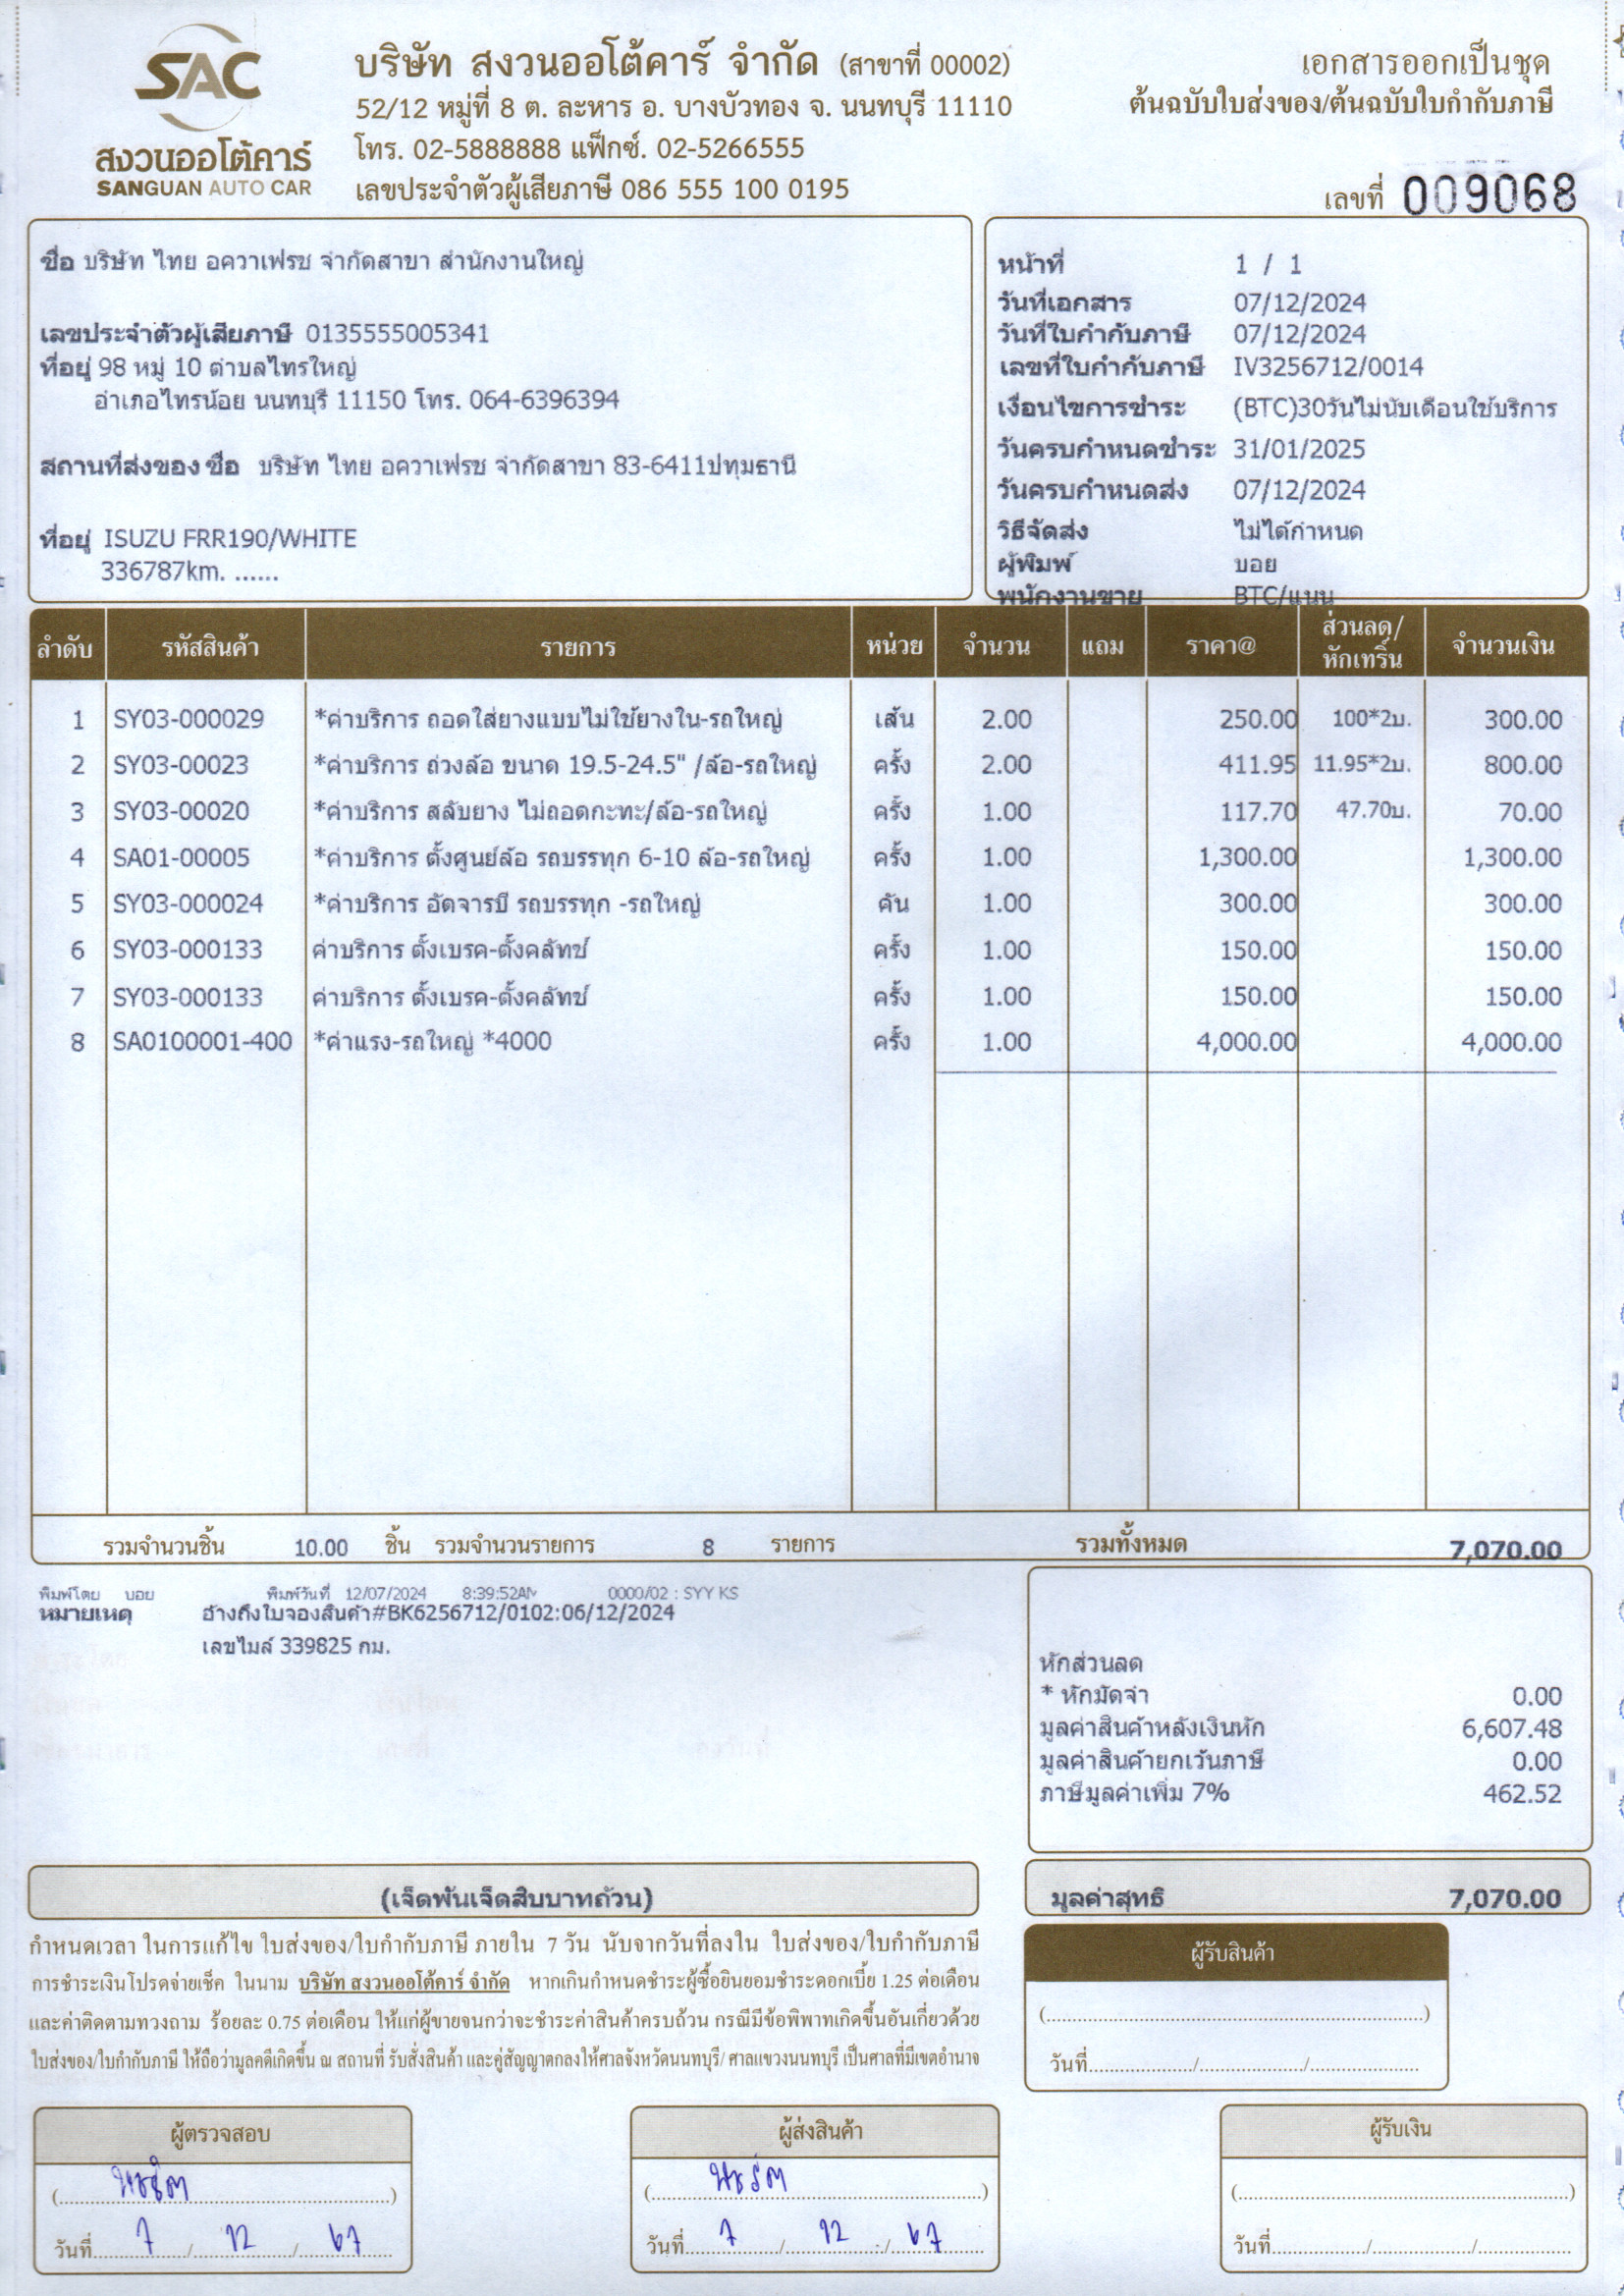 SAC
สงวนออโต้คาร์
SANGUAN AUTO CAR
บริษัท สงวนออโต้คาร์ จำกัด (สาขาที่ 00002)
52/12 หมู่ที่ 8 ต. ละหาร อ. บางบัวทอง จ. นนทบุรี 11110
โทร. 02-5888888 แฟ็กซ์. 02-5266555
เลขประจำตัวผู้เสียภาษี 086 555 100 0195
เอกสารออกเป็นชุด
ต้นฉบับใบส่งของ/ต้นฉบับใบกำกับภาษี
เลขที่ 009068
ชื่อ บริษัท ไทย อควาเฟรช จำกัดสาขา สำนักงานใหญ่
เลขประจำตัวผู้เสียภาษี 0135555005341
ที่อยู่ 98 หมู่ 10 ตำบลไทรใหญ่
อำเภอไทรน้อย นนทบุรี 11150 โทร. 064-6396394
สถานที่ส่งของ ชื่อ บริษัท ไทย อควาเฟรช จำกัดสาขา 83-6411ปทุมธานี
ที่อยู่ ISUZU FRR190/WHITE
336787km. ......
หน้าที่ 1 / 1
วันที่เอกสาร 07/12/2024
วันที่ใบกำกับภาษี 07/12/2024
เลขที่ใบกำกับภาษี IV3256712/0014
เงื่อนไขการชำระ (BTC)30วันไม่นับเดือนใช้บริการ
วันครบกำหนดชำระ 31/01/2025
วันครบกำหนดส่ง 07/12/2024
วิธีจัดส่ง ไม่ได้กำหนด
ผู้พิมพ์ บอย
พนักงานขาย BTC/แนน
ลำดับ รหัสสินค้า รายการ หน่วย จำนวน แถม ราคา@ ส่วนลด/หักเทริ์น จำนวนเงิน
1 SY03-000029 *ค่าบริการ ถอดใส่ยางแบบไม่ใช้ยางใน-รถใหญ่ เส้น 2.00 250.00 100*2บ. 300.00
2 SY03-00023 *ค่าบริการ ถ่วงล้อ ขนาด 19.5-24.5" /ล้อ-รถใหญ่ ครั้ง 2.00 411.95 11.95*2บ. 800.00
3 SY03-00020 *ค่าบริการ สลับยาง ไม่ถอดกะทะ/ล้อ-รถใหญ่ ครั้ง 1.00 117.70 47.70บ. 70.00
4 SA01-00005 *ค่าบริการ ตั้งศูนย์ล้อ รถบรรทุก 6-10 ล้อ-รถใหญ่ ครั้ง 1.00 1,300.00 1,300.00
5 SY03-000024 *ค่าบริการ อัดจารบี รถบรรทุก -รถใหญ่ คัน 1.00 300.00 300.00
6 SY03-000133 ค่าบริการ ตั้งเบรค-ตั้งคลัทช์ ครั้ง 1.00 150.00 150.00
7 SY03-000133 ค่าบริการ ตั้งเบรค-ตั้งคลัทช์ ครั้ง 1.00 150.00 150.00
8 SA0100001-400 *ค่าแรง-รถใหญ่ *4000 ครั้ง 1.00 4,000.00 4,000.00
รวมจำนวนชิ้น 10.00 ชิ้น รวมจำนวนรายการ 8 รายการ รวมทั้งหมด 7,070.00
พิมพ์โดย บอย พิมพ์วันที่ 12/07/2024 8:39:52AM 0000/02 : SYY KS
หมายเหตุ อ้างถึงใบจองสินค้า#BK6256712/0102:06/12/2024
เลขไมล์ 339825 กม.
หักส่วนลด
* หักมัดจำ 0.00
มูลค่าสินค้าหลังเงินหัก 6,607.48
มูลค่าสินค้ายกเว้นภาษี 0.00
ภาษีมูลค่าเพิ่ม 7% 462.52
(เจ็ดพันเจ็ดสิบบาทถ้วน)
มูลค่าสุทธิ 7,070.00
กำหนดเวลา ในการแก้ไข ใบส่งของ/ใบกำกับภาษี ภายใน 7 วัน นับจากวันที่ลงใน ใบส่งของ/ใบกำกับภาษี
การชำระเงินโปรดจ่ายเช็ค ในนาม บริษัท สงวนออโต้คาร์ จำกัด หากเกินกำหนดชำระผู้ซื้อยินยอมชำระดอกเบี้ย 1.25 ต่อเดือน
และค่าติดตามทวงถาม ร้อยละ 0.75 ต่อเดือน ให้แก่ผู้ขายจนกว่าจะชำระค่าสินค้าครบถ้วน กรณีมีข้อพิพาทเกิดขึ้นอันเกี่ยวด้วย
ใบส่งของ/ใบกำกับภาษี ให้ถือว่ามูลคดีเกิดขึ้น ณ สถานที่ รับสั่งสินค้า และคู่สัญญาตกลงให้ศาลจังหวัดนนทบุรี/ ศาลแขวงนนทบุรี เป็นศาลที่มีเขตอำนาจ
ผู้รับสินค้า
(....................)
วันที่........../........../..........
ผู้ตรวจสอบ
วันที่ 7 / 12 / 67
ผู้ส่งสินค้า
วันที่ 7 / 12 / 67
ผู้รับเงิน
(....................)
วันที่........../........../..........